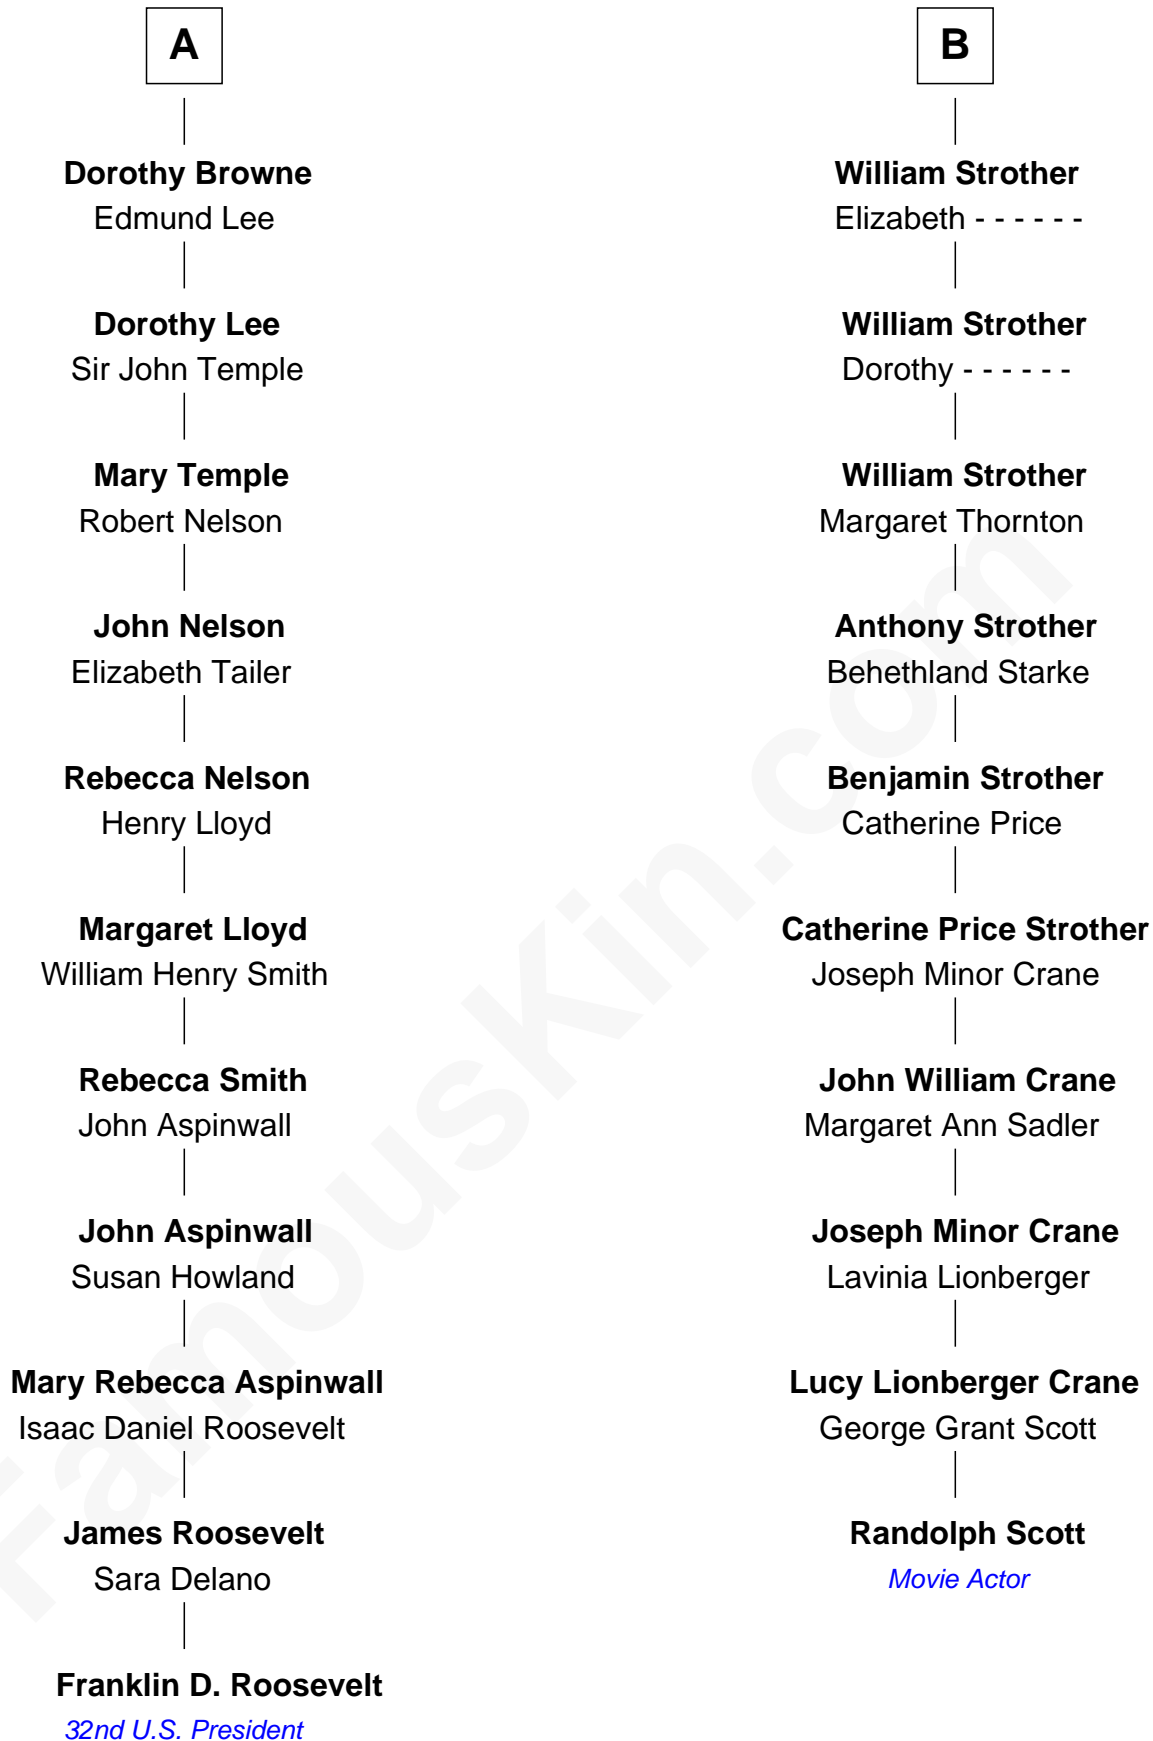 A
Dorothy Browne
Edmund Lee
Dorothy Lee
Sir John Temple
Mary Temple
Robert Nelson
John Nelson
Elizabeth Tailer
Rebecca Nelson
Henry Lloyd
Margaret Lloyd
William Henry Smith
Rebecca Smith
John Aspinwall
John Aspinwall
Susan Howland
Mary Rebecca Aspinwall
Isaac Daniel Roosevelt
James Roosevelt
Sara Delano
Franklin D. Roosevelt
32nd U.S. President
B
William Strother
Elizabeth - - - - - -
William Strother
Dorothy - - - - - -
William Strother
Margaret Thornton
Anthony Strother
Behethland Starke
Benjamin Strother
Catherine Price
Catherine Price Strother
Joseph Minor Crane
John William Crane
Margaret Ann Sadler
Joseph Minor Crane
Lavinia Lionberger
Lucy Lionberger Crane
George Grant Scott
Randolph Scott
Movie Actor
FamousKin.com